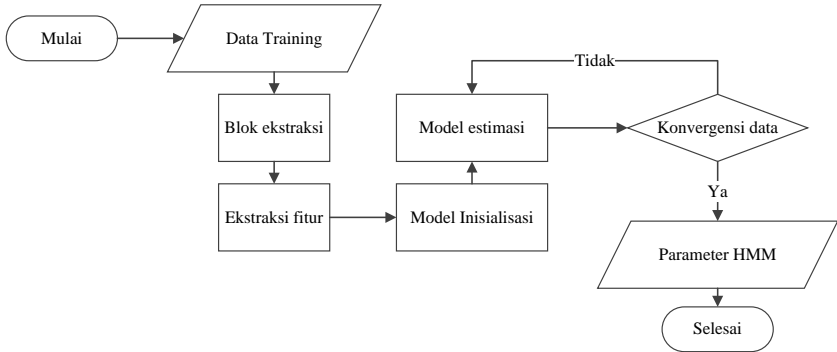 Mulai
Data Training
Blok ekstraksi
Ekstraksi fitur
Model Inisialisasi
Model estimasi
Konvergensi data
Tidak
Ya
Parameter HMM
Selesai